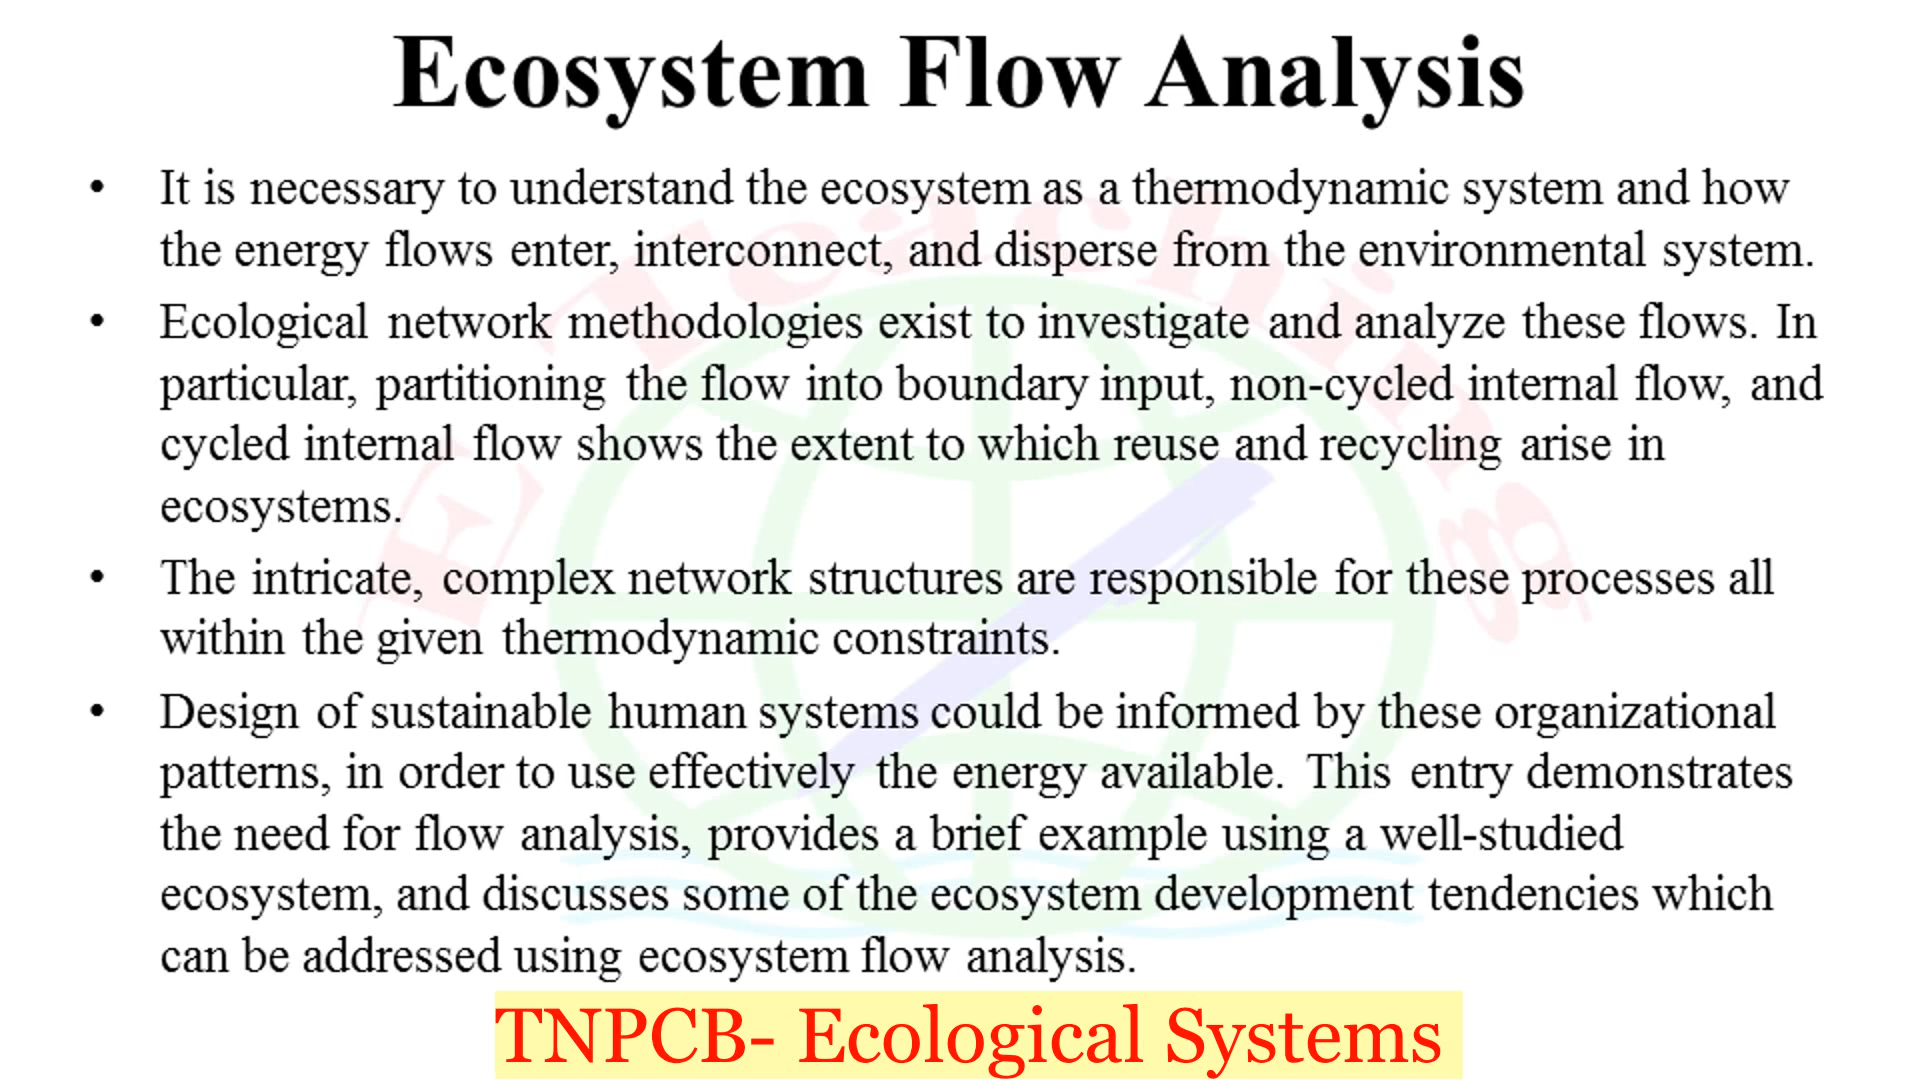 Ecosystem Flow Analysis
• It is necessary to understand the ecosystem as a thermodynamic system and how
the energy flows enter, interconnect, and disperse from the environmental system.
• Ecological network methodologies exist to investigate and analyze these flows. In
particular, partitioning the flow into boundary input, non-cycled internal flow, and
cycled internal flow shows the extent to which reuse and recycling arise in
ecosystems.
• The intricate, complex network structures are responsible for these processes all
within the given thermodynamic constraints.
• Design of sustainable human systems could be informed by these organizational
patterns, in order to use effectively the energy available. This entry demonstrates
the need for flow analysis, provides a brief example using a well-studied
ecosystem, and discusses some of the ecosystem development tendencies which
can be addressed using ecosystem flow analysis.
E Teaching
TNPCB- Ecological Systems